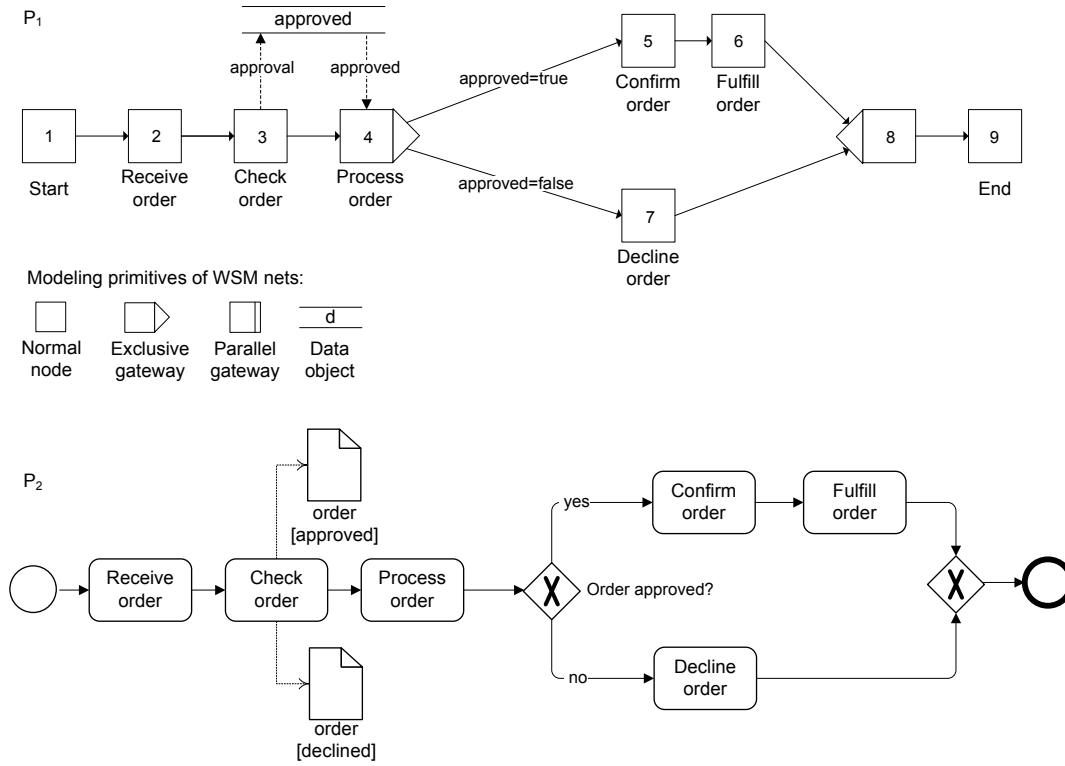 P1
approved
approval
approved
1
2
3
4
5
6
7
8
9
Start
Receive
order
Check
order
Process
order
approved=true
approved=false
Confirm
order
Fulfill
order
Decline
order
End
Modeling primitives of WSM nets:
d
Normal
node
Exclusive
gateway
Parallel
gateway
Data
object
P2
order
[approved]
Receive
order
Check
order
Process
order
X
Order approved?
yes
no
Confirm
order
Fulfill
order
Decline
order
X
order
[declined]